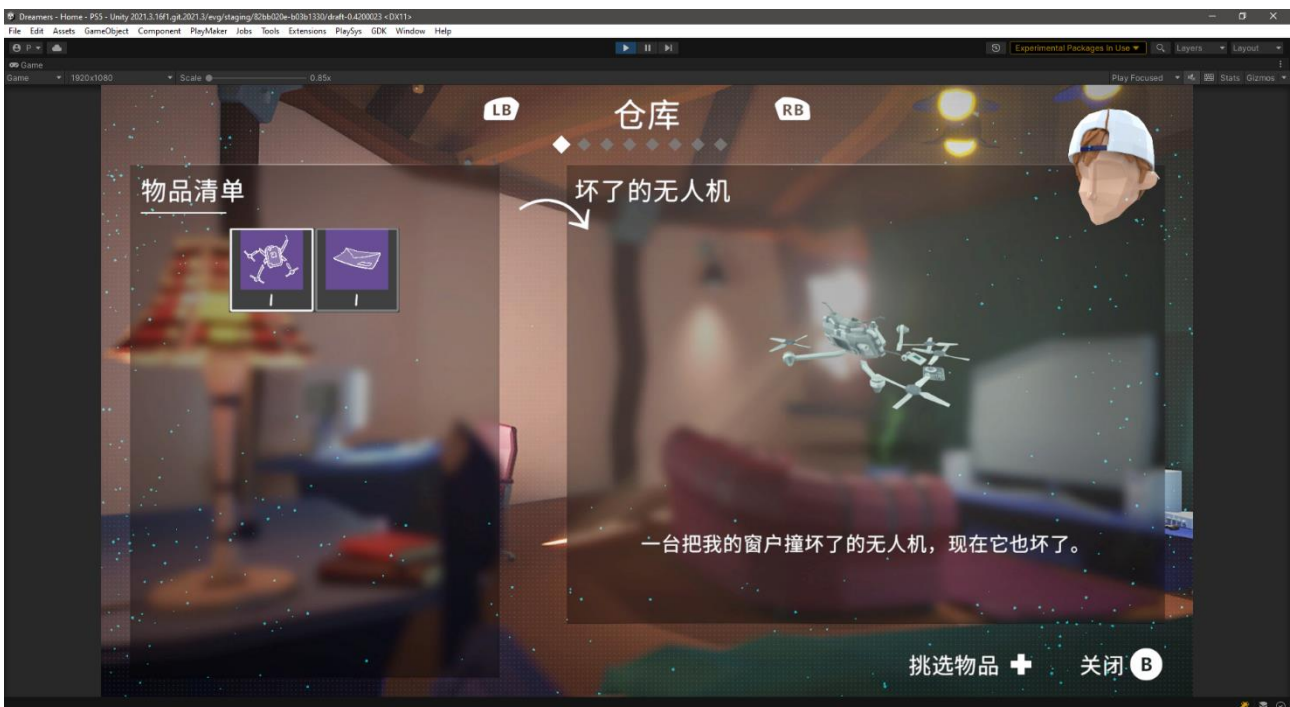 Dreamers - Home - PS5 - Unity 2021.3.16f1.git.2021.3/evg/staging/82bb020e-b03b1330/draft-0.4200023 <DX11>
File Edit Assets GameObject Component PlayMaker Jobs Tools Extensions PlaySys GDK Window Help
P Experimental Packages In Use Layers Layout
Game
Game 1920x1080 Scale 0.85x Play Focused Stats Gizmos
LB 仓库 RB
物品清单
坏了的无人机
1 1
一台把我的窗户撞坏了的无人机，现在它也坏了。
挑选物品 关闭 B